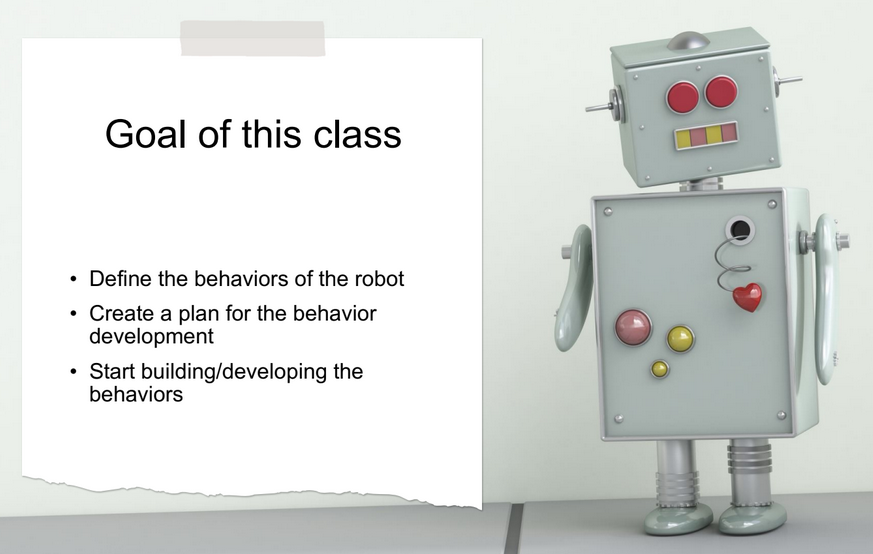 Goal of this class
• Define the behaviors of the robot
• Create a plan for the behavior
development
• Start building/developing the
behaviors